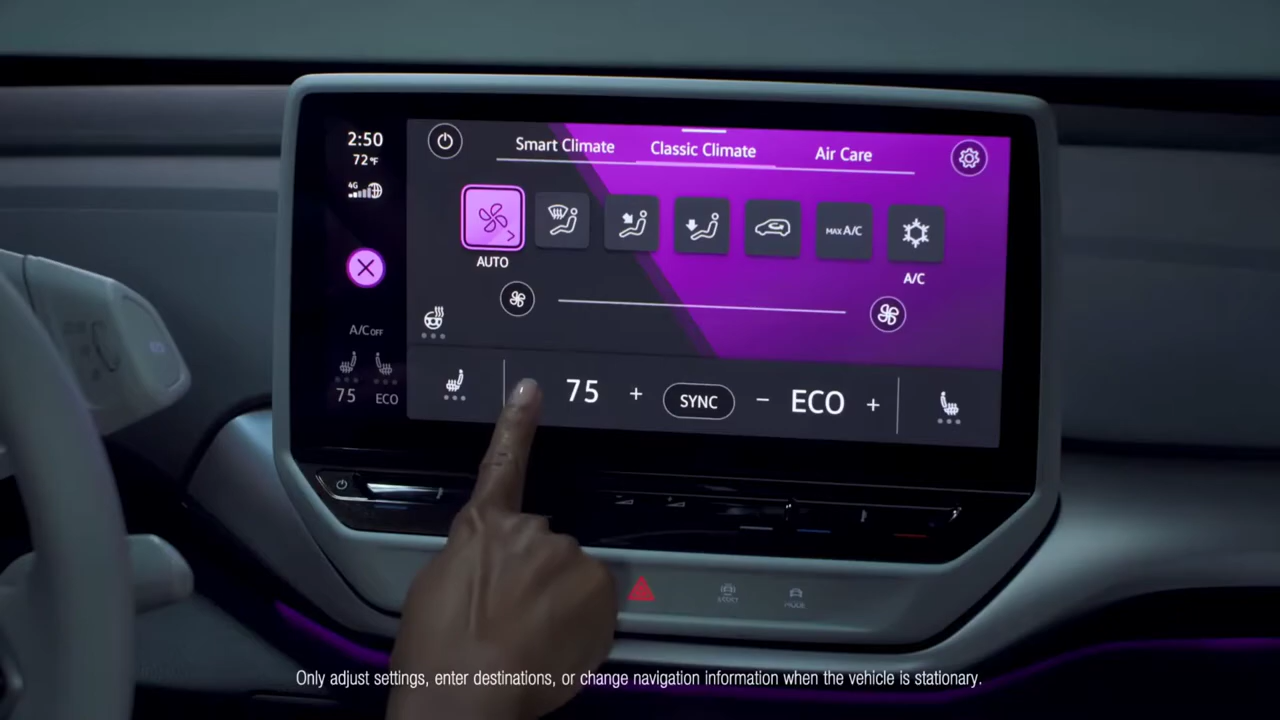 2:50
72°F
4G
Smart Climate
Classic Climate
Air Care
MAX A/C
AUTO
A/C
A/C OFF
75
ECO
75 +
SYNC
− ECO +
MODE
Only adjust settings, enter destinations, or change navigation information when the vehicle is stationary.